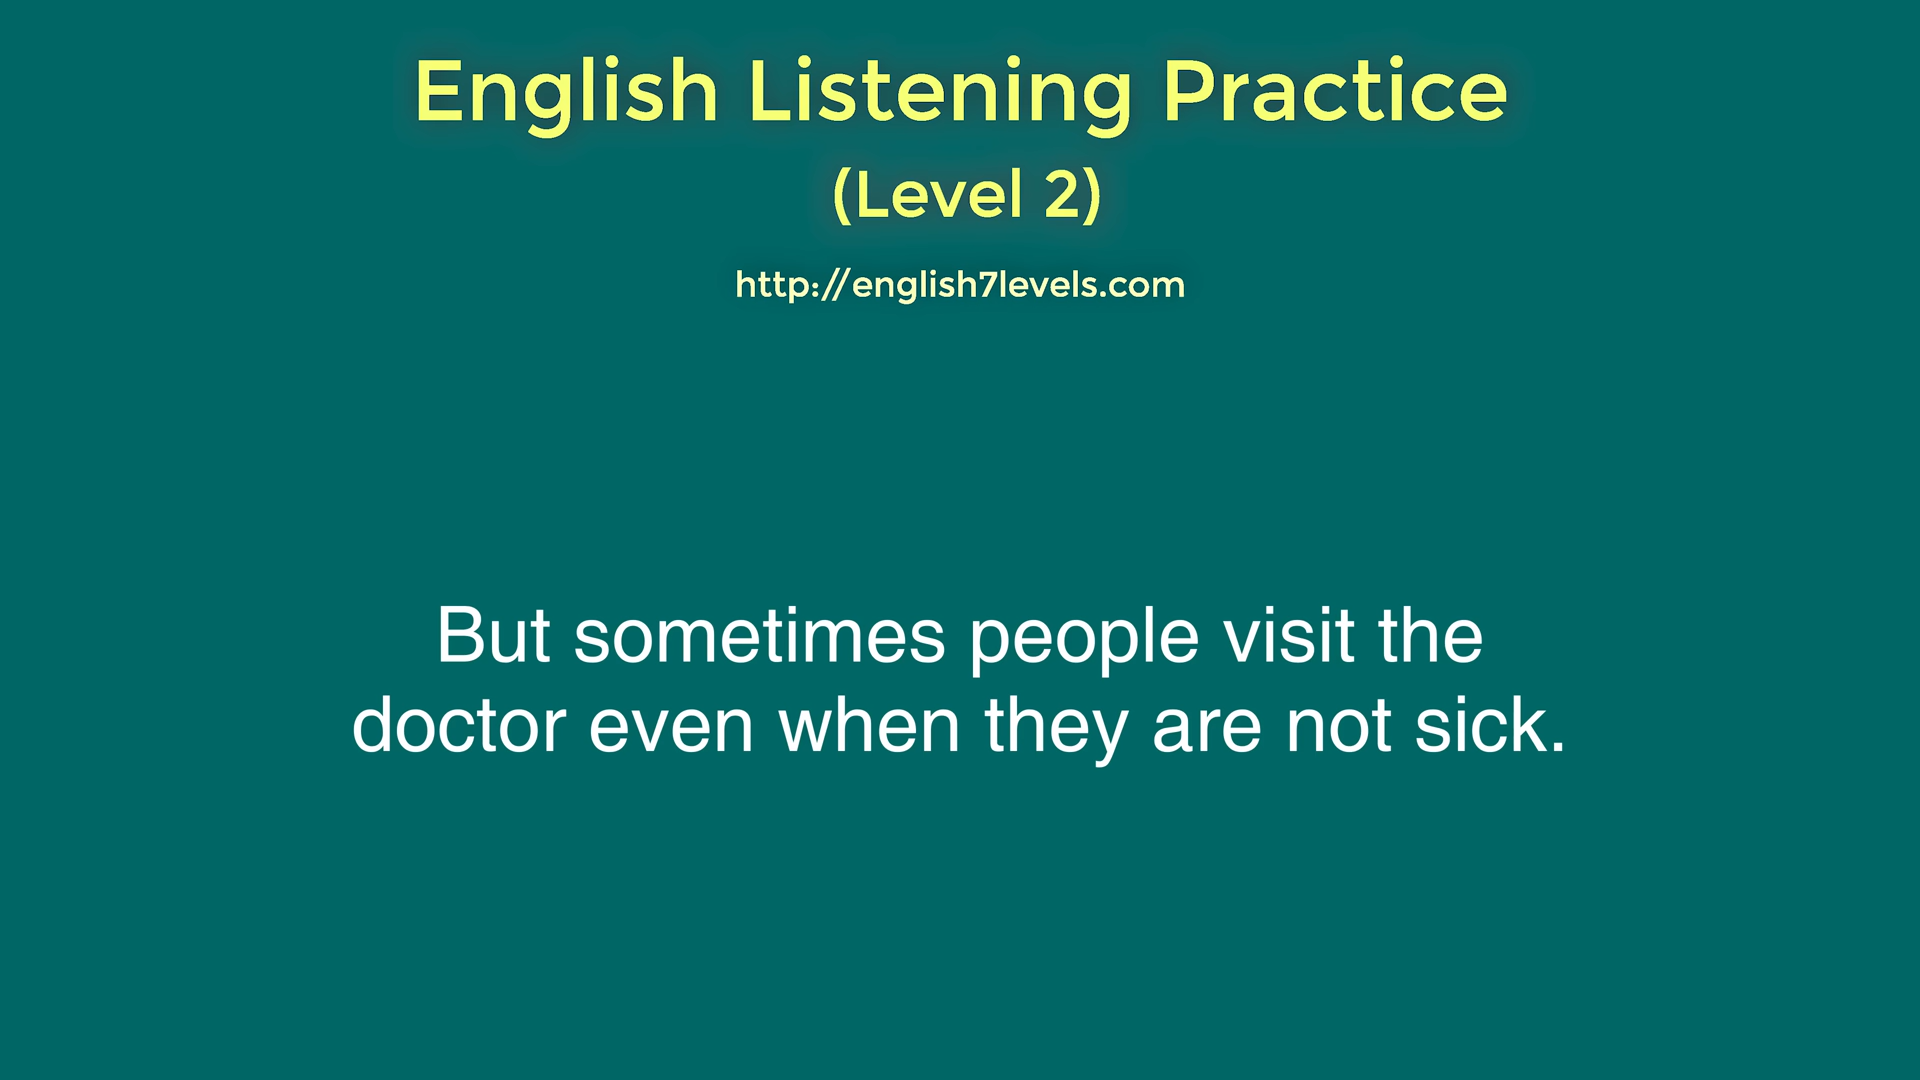 English Listening Practice
(Level 2)
http://english7levels.com
But sometimes people visit the
doctor even when they are not sick.